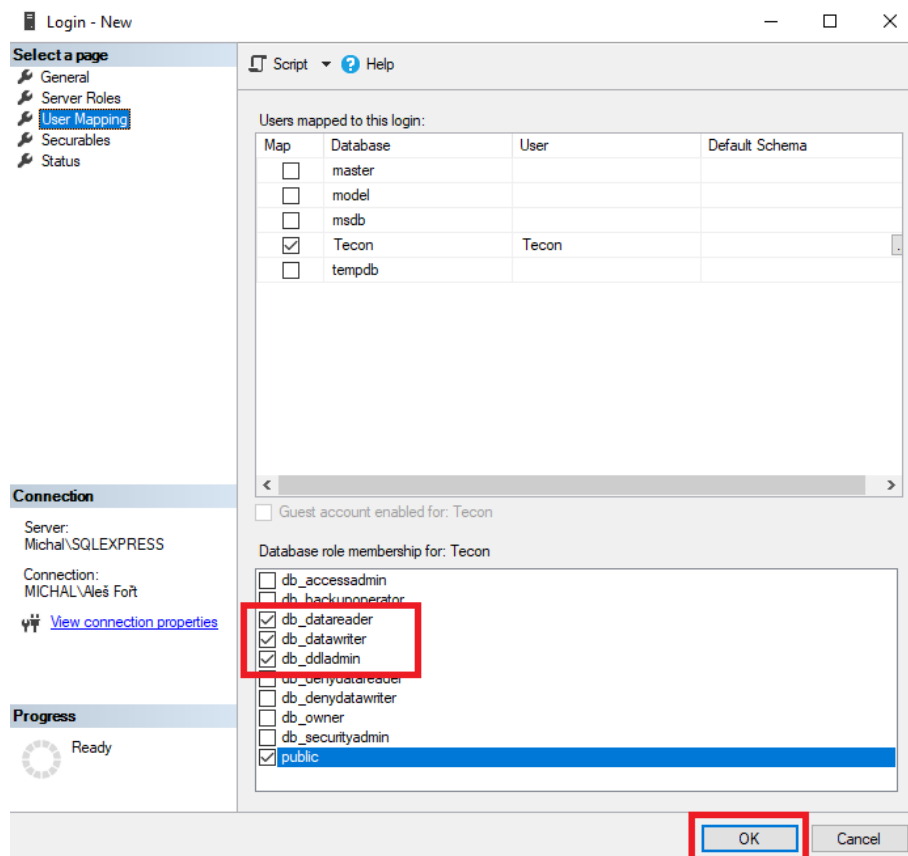 Login - New
Select a page
General
Server Roles
User Mapping
Securables
Status
Script
Help
Users mapped to this login:
Map Database User Default Schema
master
model
msdb
Tecon Tecon
tempdb
Guest account enabled for: Tecon
Connection
Server:
Michal\SQLEXPRESS
Connection:
MICHAL\Aleš Fořt
View connection properties
Database role membership for: Tecon
db_accessadmin
db_backupoperator
db_datareader
db_datawriter
db_ddladmin
db_denydatareader
db_denydatawriter
db_owner
db_securityadmin
public
Progress
Ready
OK Cancel